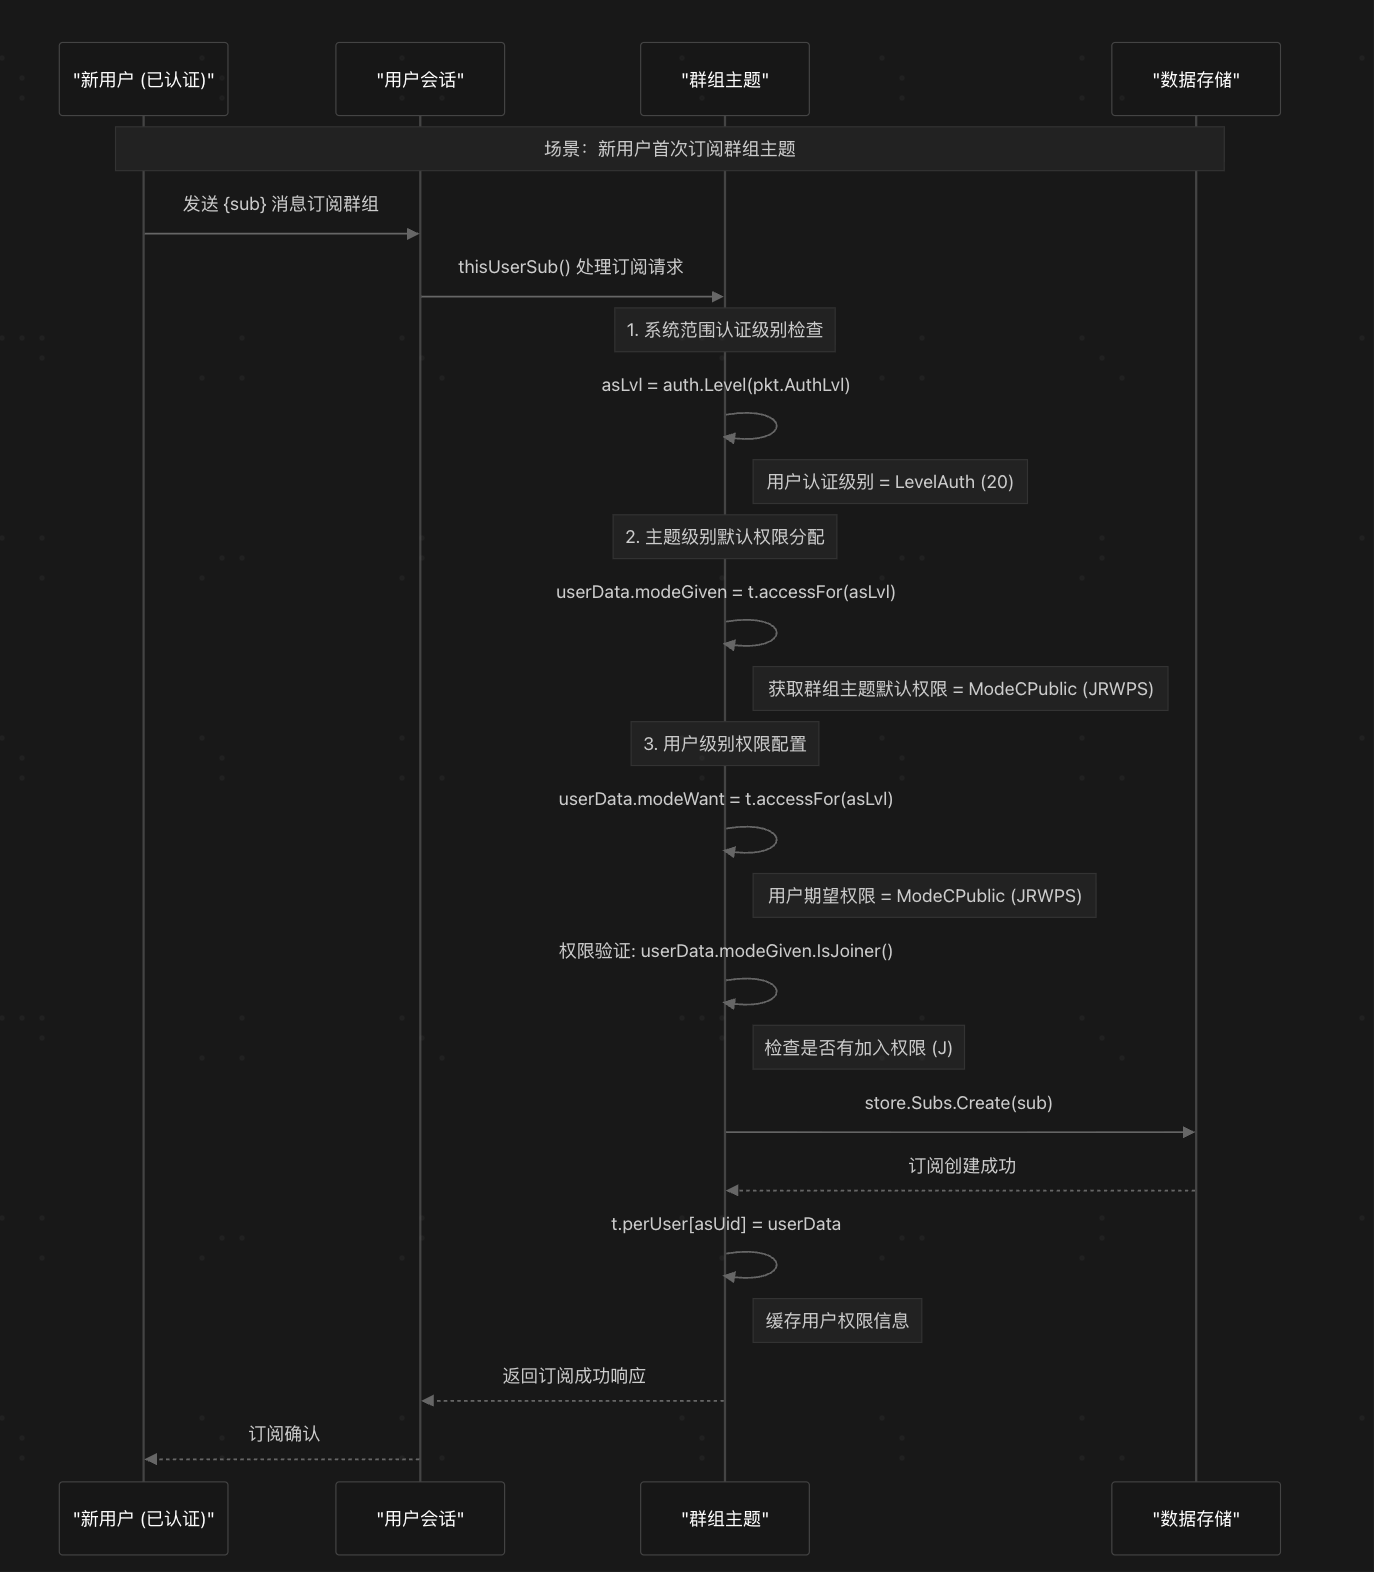 "新用户 (已认证)"
"用户会话"
"群组主题"
"数据存储"
场景：新用户首次订阅群组主题
发送 {sub} 消息订阅群组
thisUserSub() 处理订阅请求
1. 系统范围认证级别检查
asLvl = auth.Level(pkt.AuthLvl)
用户认证级别 = LevelAuth (20)
2. 主题级别默认权限分配
userData.modeGiven = t.accessFor(asLvl)
获取群组主题默认权限 = ModeCPublic (JRWPS)
3. 用户级别权限配置
userData.modeWant = t.accessFor(asLvl)
用户期望权限 = ModeCPublic (JRWPS)
权限验证: userData.modeGiven.IsJoiner()
检查是否有加入权限 (J)
store.Subs.Create(sub)
订阅创建成功
t.perUser[asUid] = userData
缓存用户权限信息
返回订阅成功响应
订阅确认
"新用户 (已认证)"
"用户会话"
"群组主题"
"数据存储"